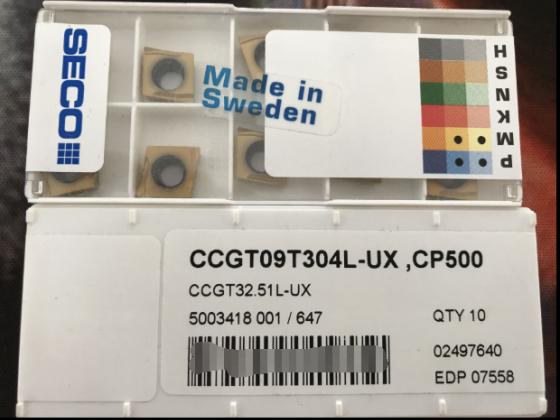 SECO
Made in
Sweden
H
S
N
K
M
P
CCGT09T304L-UX ,CP500
CCGT32.51L-UX
5003418 001 / 647
QTY 10
02497640
EDP 07558